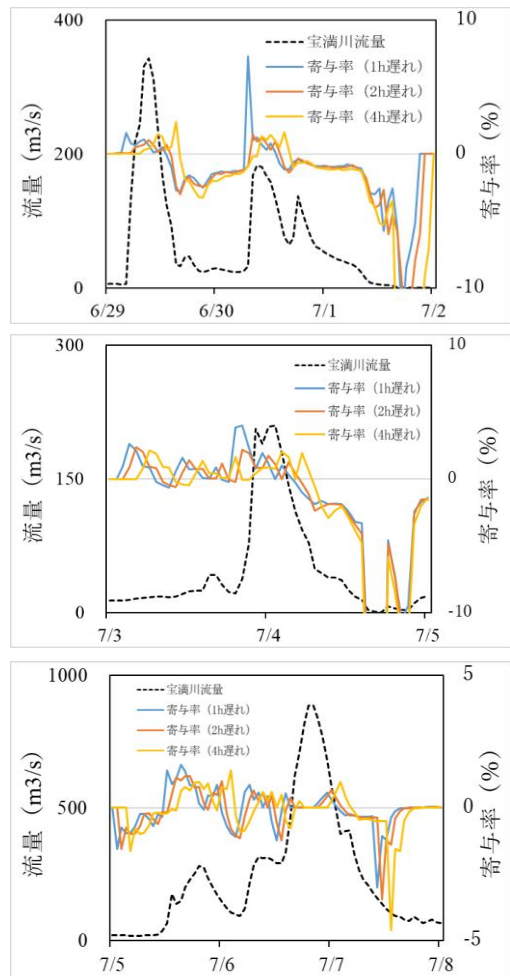 400
10
宝満川流量
寄与率（1h遅れ）
300
寄与率（2h遅れ）
寄与率（4h遅れ）
流量（m3/s）
200
0
寄与率（%）
100
0
-10
6/29
6/30
7/1
7/2
300
10
宝満川流量
寄与率（1h遅れ）
寄与率（2h遅れ）
寄与率（4h遅れ）
流量（m3/s）
150
0
寄与率（%）
0
-10
7/3
7/4
7/5
1000
5
宝満川流量
寄与率（1h遅れ）
寄与率（2h遅れ）
寄与率（4h遅れ）
流量（m3/s）
500
0
寄与率（%）
0
-5
7/5
7/6
7/7
7/8